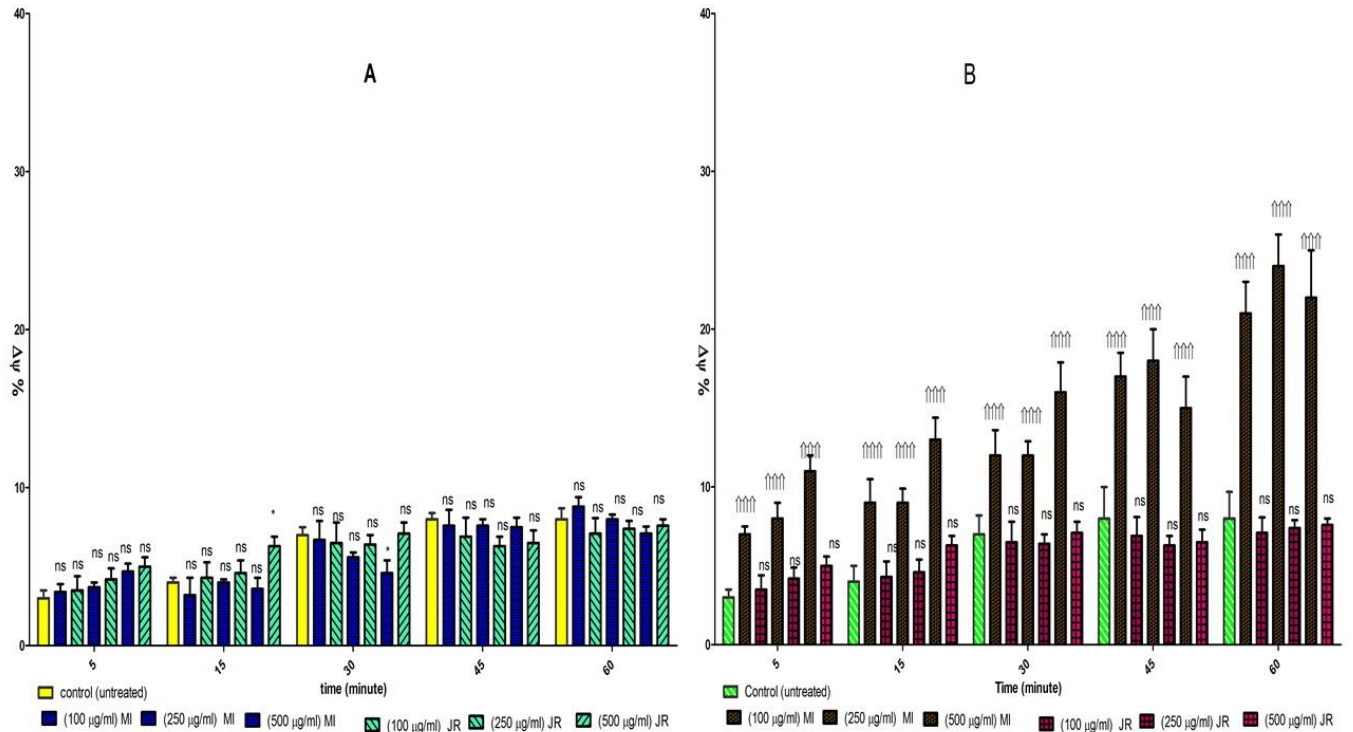 A
40
30
20
10
0
% ΔΨ
ns ns ns ns ns ns
ns ns ns ns ns *
ns ns ns ns * ns
ns ns ns ns ns ns
ns ns ns ns ns ns
5 15 30 45 60
time (minute)
control (untreated)
(100 µg/ml) MI (250 µg/ml) MI (500 µg/ml) MI (100 µg/ml) JR (250 µg/ml) JR (500 µg/ml) JR
B
40
30
20
10
0
% ΔΨ
⇑⇑⇑ ns ⇑⇑⇑ ns ⇑⇑⇑ ns
⇑⇑⇑ ns ⇑⇑⇑ ns ⇑⇑⇑ ns
⇑⇑⇑ ns ⇑⇑⇑ ns ⇑⇑⇑ ns
⇑⇑⇑ ns ⇑⇑⇑ ns ⇑⇑⇑ ns
⇑⇑⇑ ns ⇑⇑⇑ ns ⇑⇑⇑ ns
5 15 30 45 60
Time (minute)
Control (untreated)
(100 µg/ml) MI (250 µg/ml) MI (500 µg/ml) MI (100 µg/ml) JR (250 µg/ml) JR (500 µg/ml) JR